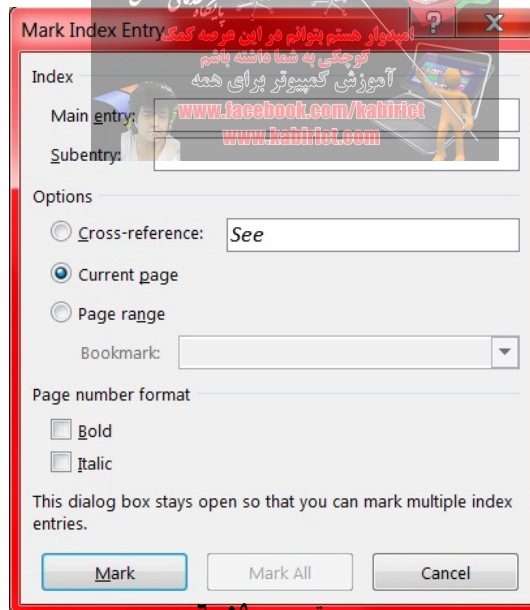 Mark Index Entry
امیدوار هستم بتوانم در این عرصه کمک
کوچکی به شما داشته باشم
آموزش کمپیوتر برای همه
www.facebook.com/kabirict
www.kabirict.com
Index
Main entry:
Subentry:
Options
Cross-reference: See
Current page
Page range
Bookmark:
Page number format
Bold
Italic
This dialog box stays open so that you can mark multiple index
entries.
Mark Mark All Cancel